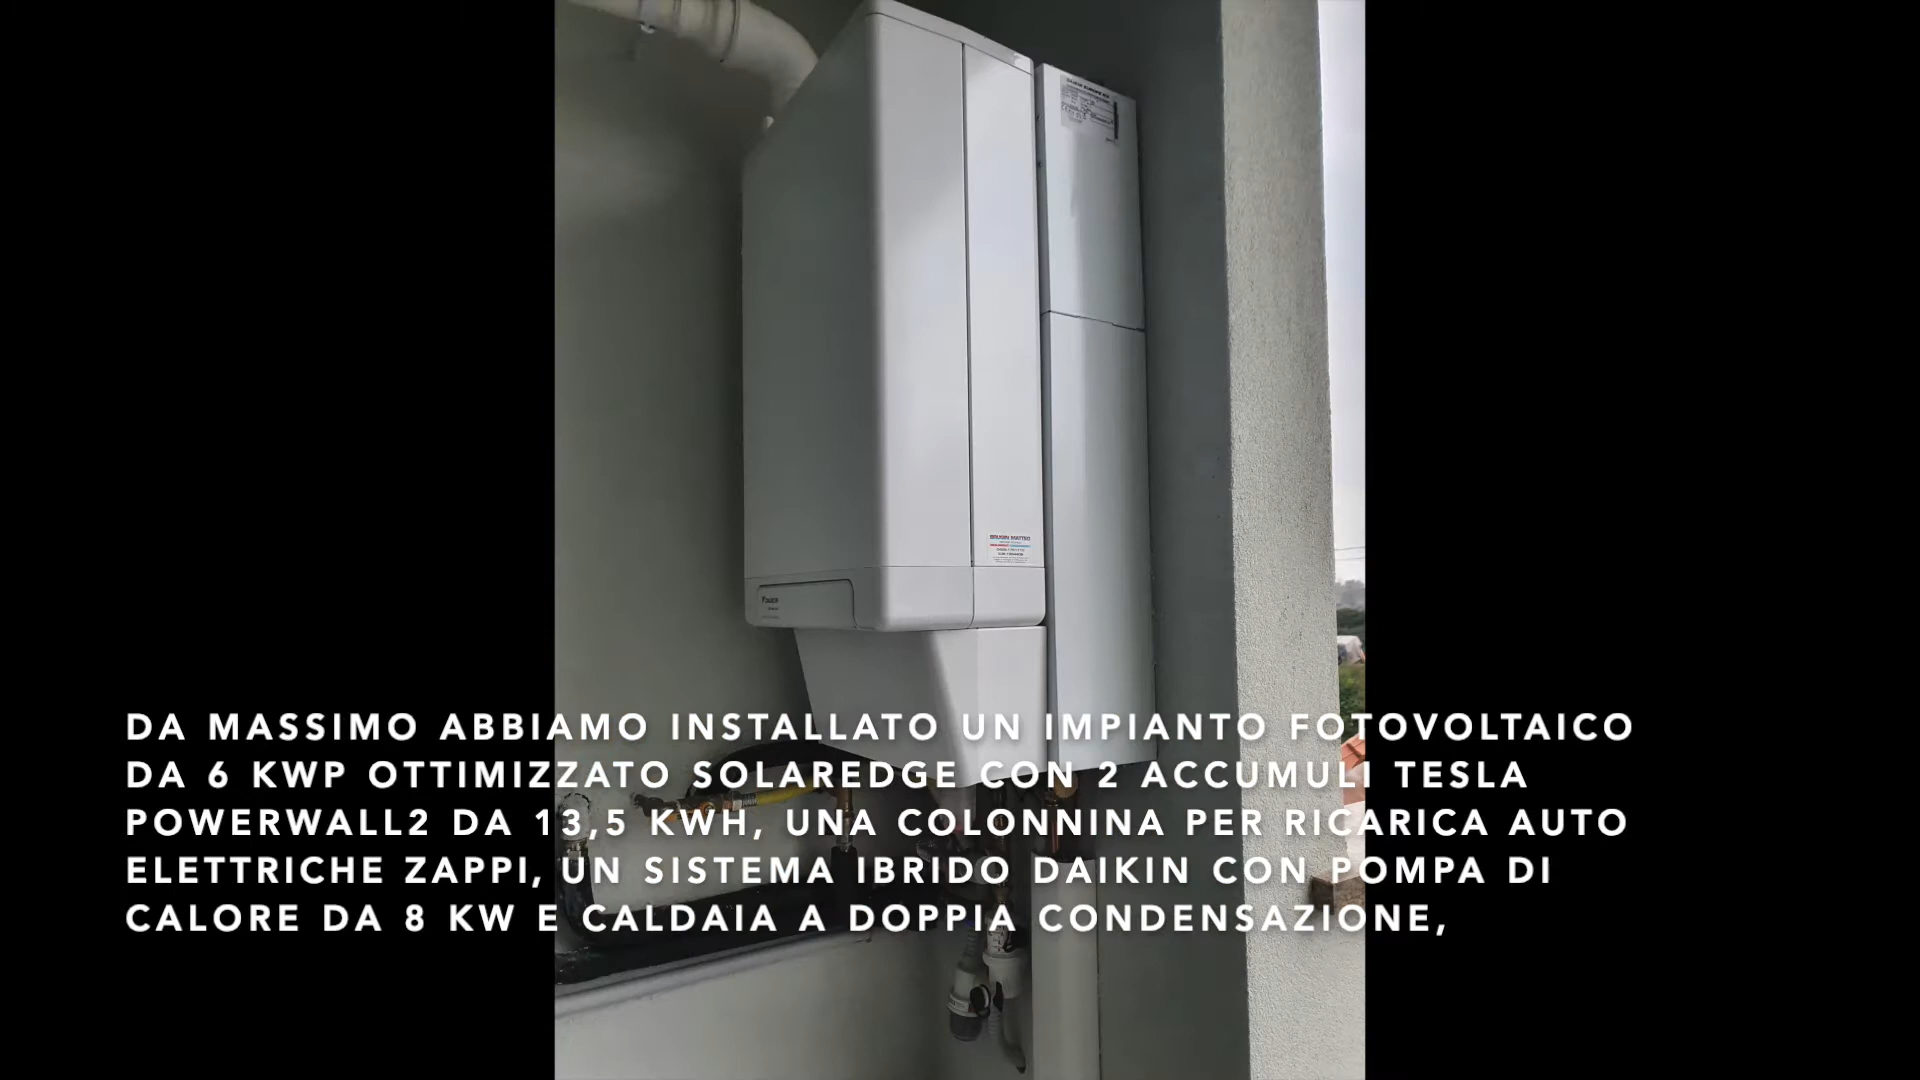 DAIKIN
DA MASSIMO ABBIAMO INSTALLATO UN IMPIANTO FOTOVOLTAICO
DA 6 KWP OTTIMIZZATO SOLAREDGE CON 2 ACCUMULI TESLA
POWERWALL2 DA 13,5 KWH, UNA COLONNINA PER RICARICA AUTO
ELETTRICHE ZAPPI, UN SISTEMA IBRIDO DAIKIN CON POMPA DI
CALORE DA 8 KW E CALDAIA A DOPPIA CONDENSAZIONE,